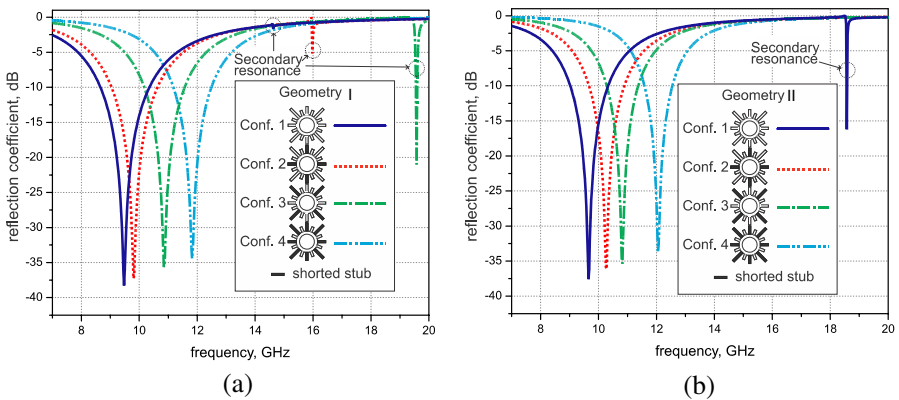 0
-5
-10
-15
-20
-25
-30
-35
-40
reflection coefficient, dB
Secondary
resonance
Geometry I
Conf. 1
Conf. 2
Conf. 3
Conf. 4
shorted stub
8 10 12 14 16 18 20
frequency, GHz
(a)
0
-5
-10
-15
-20
-25
-30
-35
-40
reflection coefficient, dB
Secondary
resonance
Geometry II
Conf. 1
Conf. 2
Conf. 3
Conf. 4
shorted stub
8 10 12 14 16 18 20
frequency, GHz
(b)